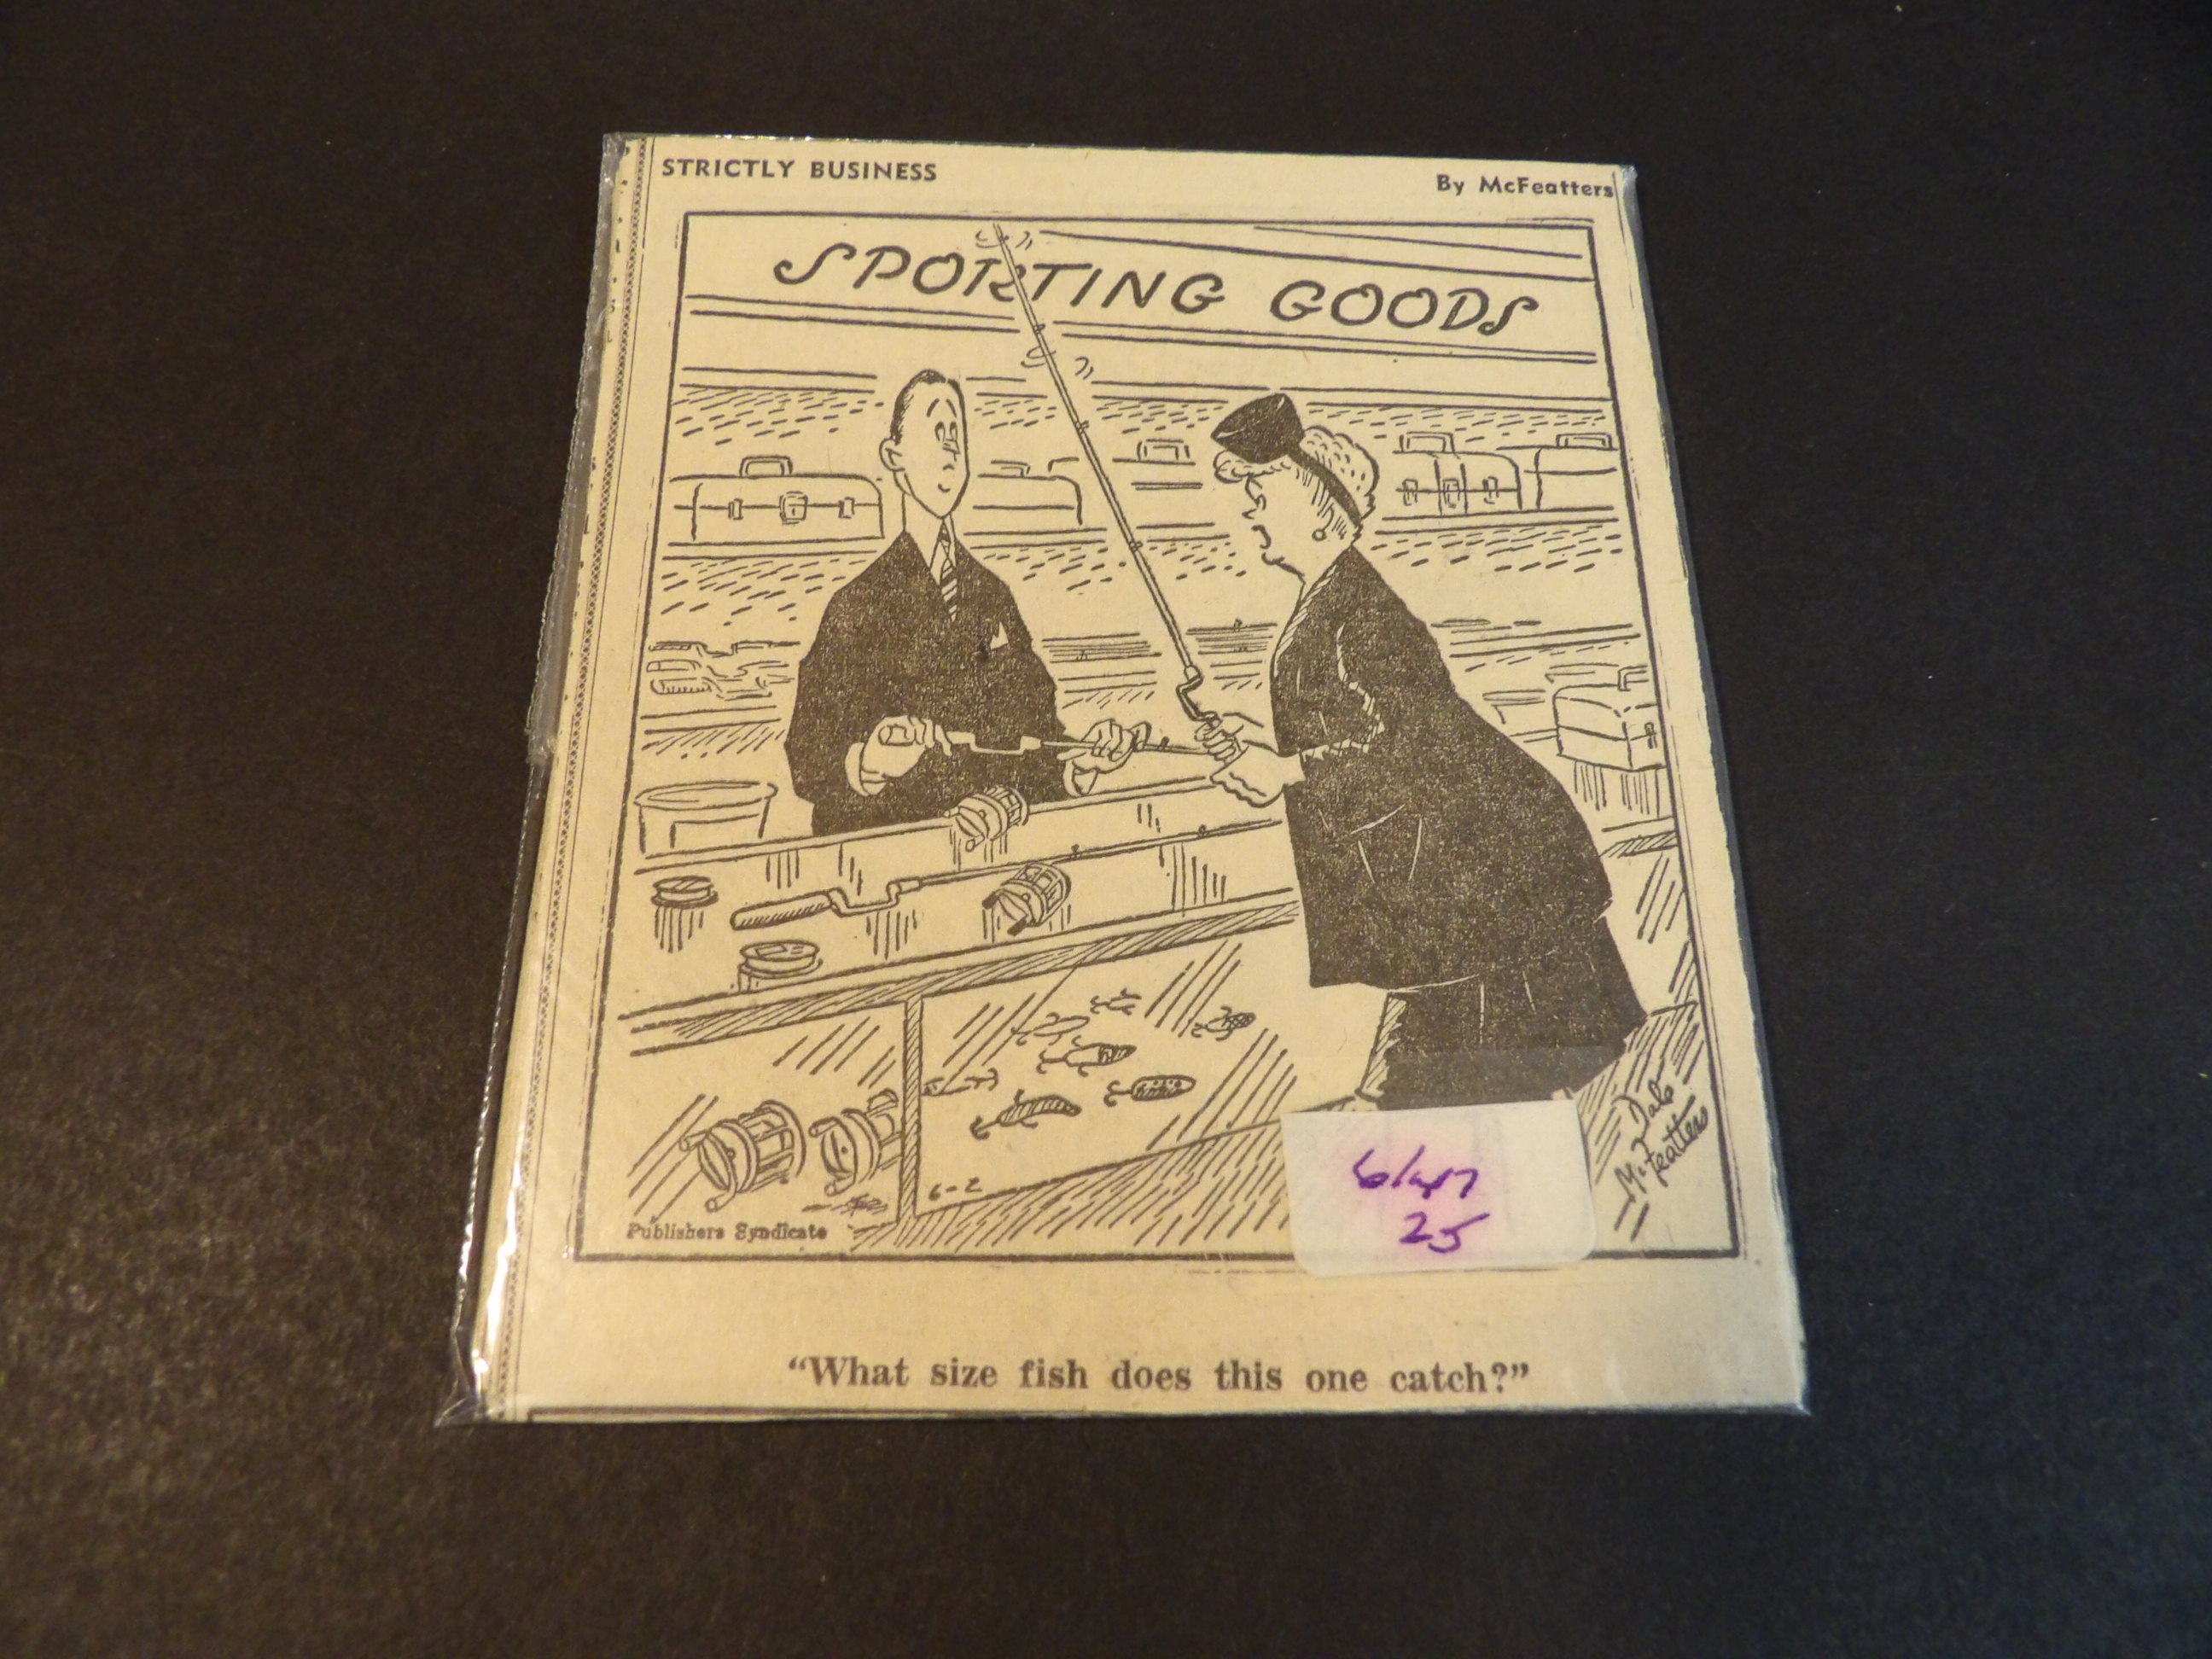 STRICTLY BUSINESS
By McFeatters
SPORTING GOODS
6-2
Publishers Syndicate
Dale
McFeatters
6/47
25
"What size fish does this one catch?"